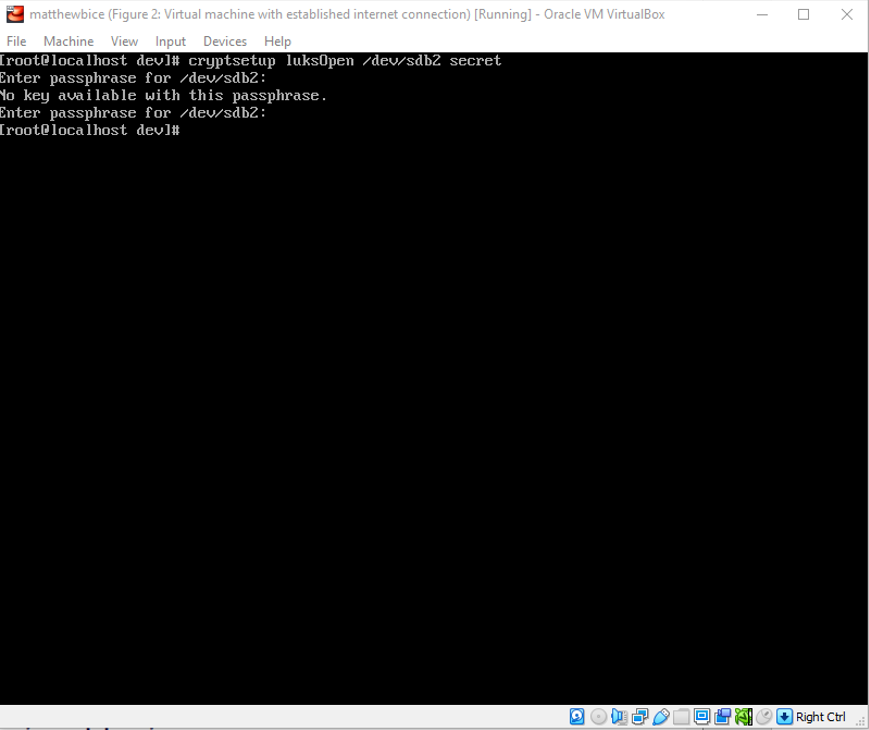 matthewbice (Figure 2: Virtual machine with established internet connection) [Running] - Oracle VM VirtualBox
File Machine View Input Devices Help
[root@localhost dev]# cryptsetup luksOpen /dev/sdb2 secret
Enter passphrase for /dev/sdb2:
No key available with this passphrase.
Enter passphrase for /dev/sdb2:
[root@localhost dev]#
Right Ctrl